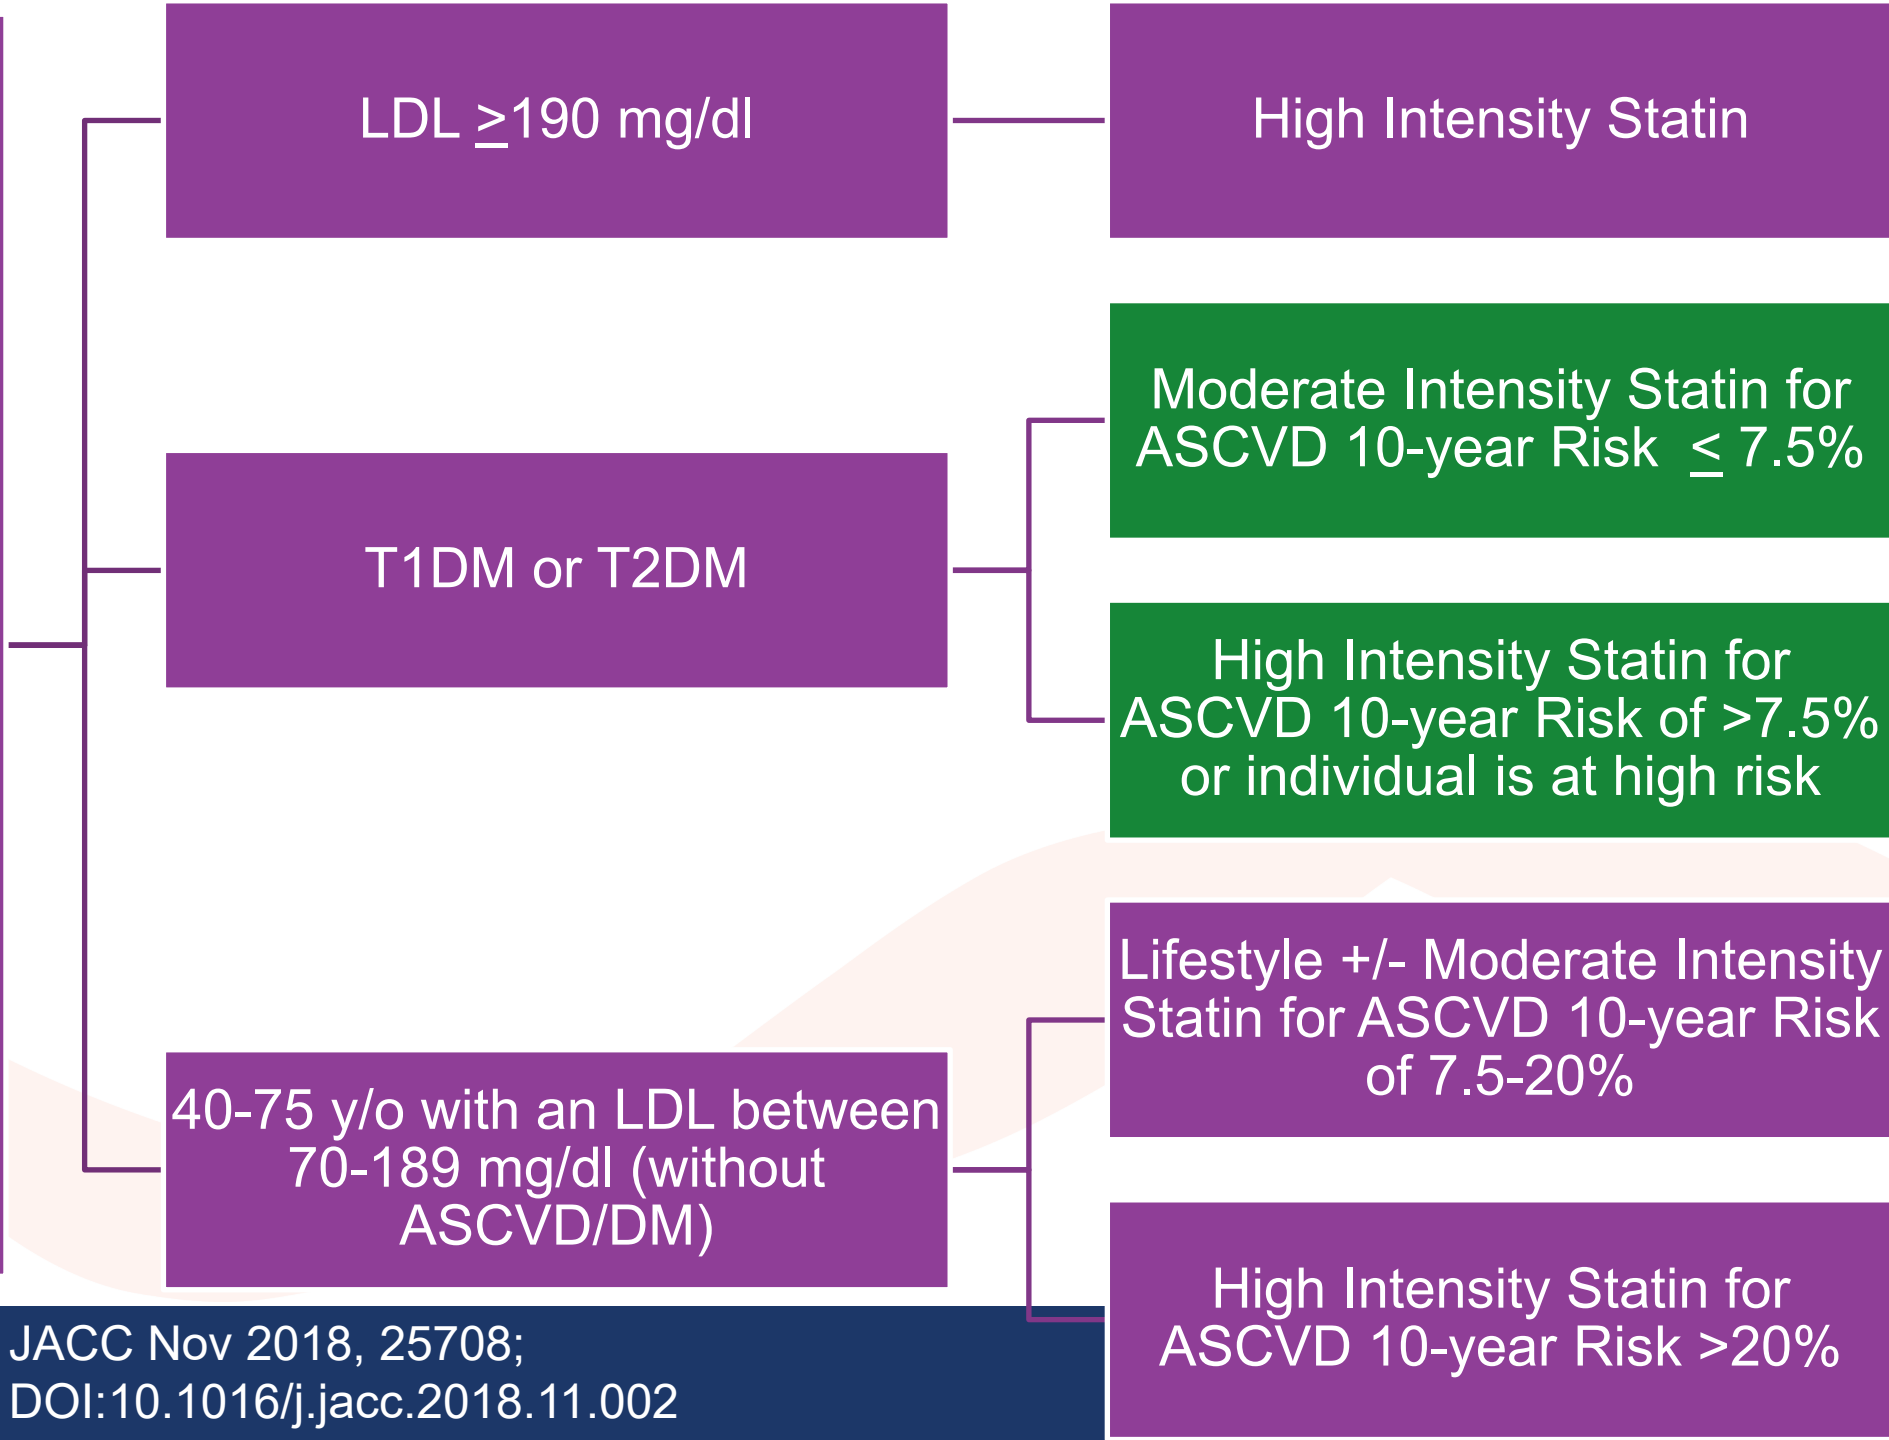 LDL ≥190 mg/dl
High Intensity Statin
Moderate Intensity Statin for
ASCVD 10-year Risk ≤ 7.5%
T1DM or T2DM
High Intensity Statin for
ASCVD 10-year Risk of >7.5%
or individual is at high risk
Lifestyle +/- Moderate Intensity
Statin for ASCVD 10-year Risk
of 7.5-20%
40-75 y/o with an LDL between
70-189 mg/dl (without
ASCVD/DM)
High Intensity Statin for
ASCVD 10-year Risk >20%
JACC Nov 2018, 25708;
DOI:10.1016/j.jacc.2018.11.002